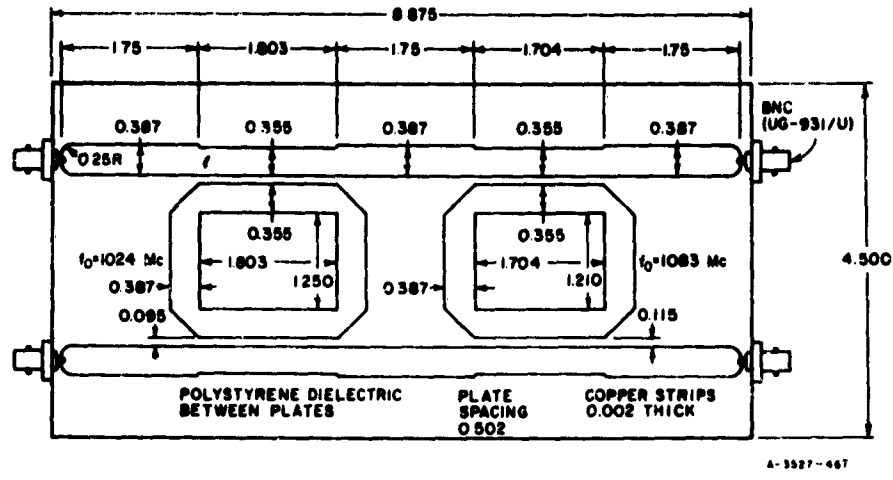 8.875
1.75 1.803 1.75 1.704 1.75
BNC
(UG-931/U)
0.387 0.355 0.387 0.355 0.387
0.25R
0.355 0.355
f₀=1024 Mc 1.803 1.704 f₀=1083 Mc 4.500
1.250 1.210
0.387 0.387
0.095 0.115
POLYSTYRENE DIELECTRIC PLATE COPPER STRIPS
BETWEEN PLATES SPACING 0.002 THICK
0.502
A-3527-467